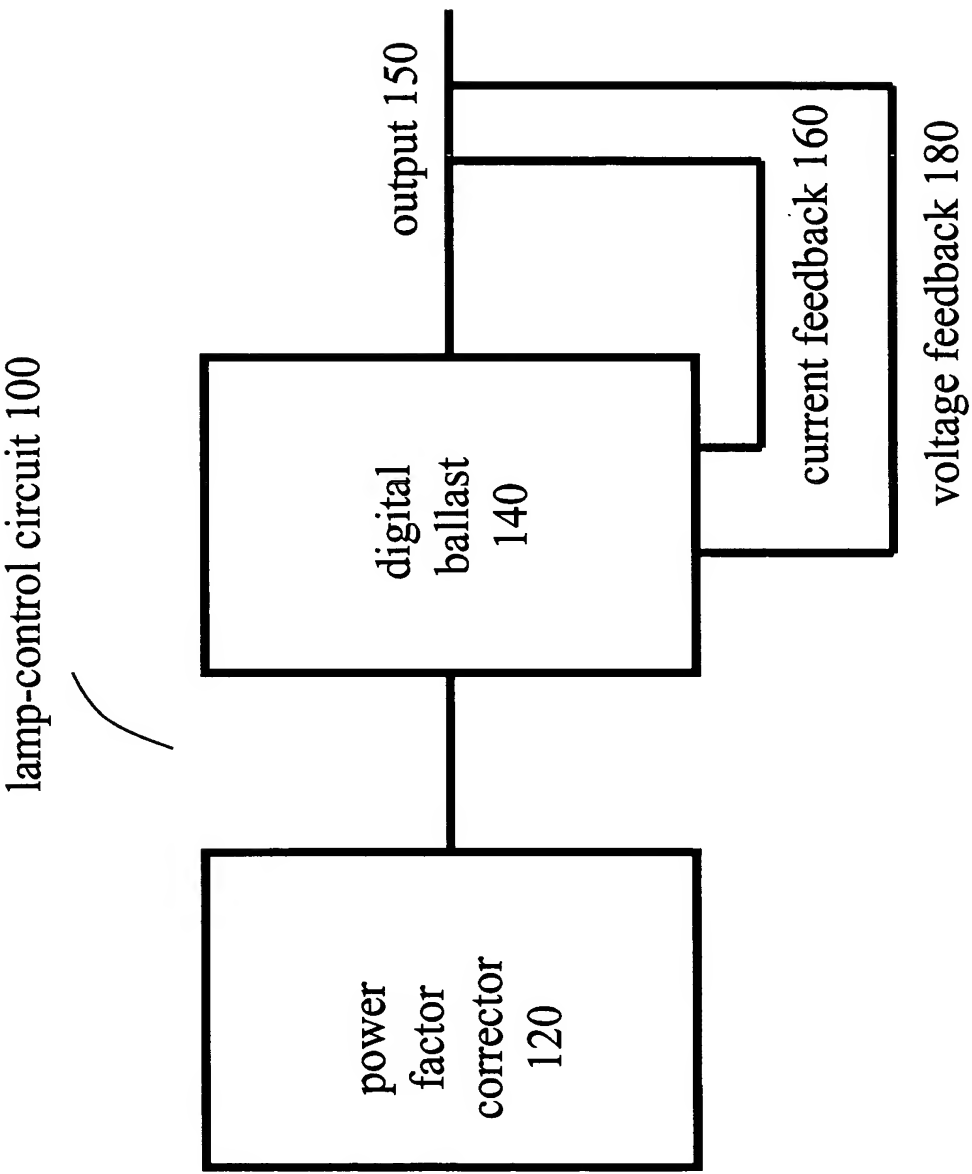 lamp-control circuit 100
power
factor
corrector
120
digital
ballast
140
output 150
current feedback 160
voltage feedback 180